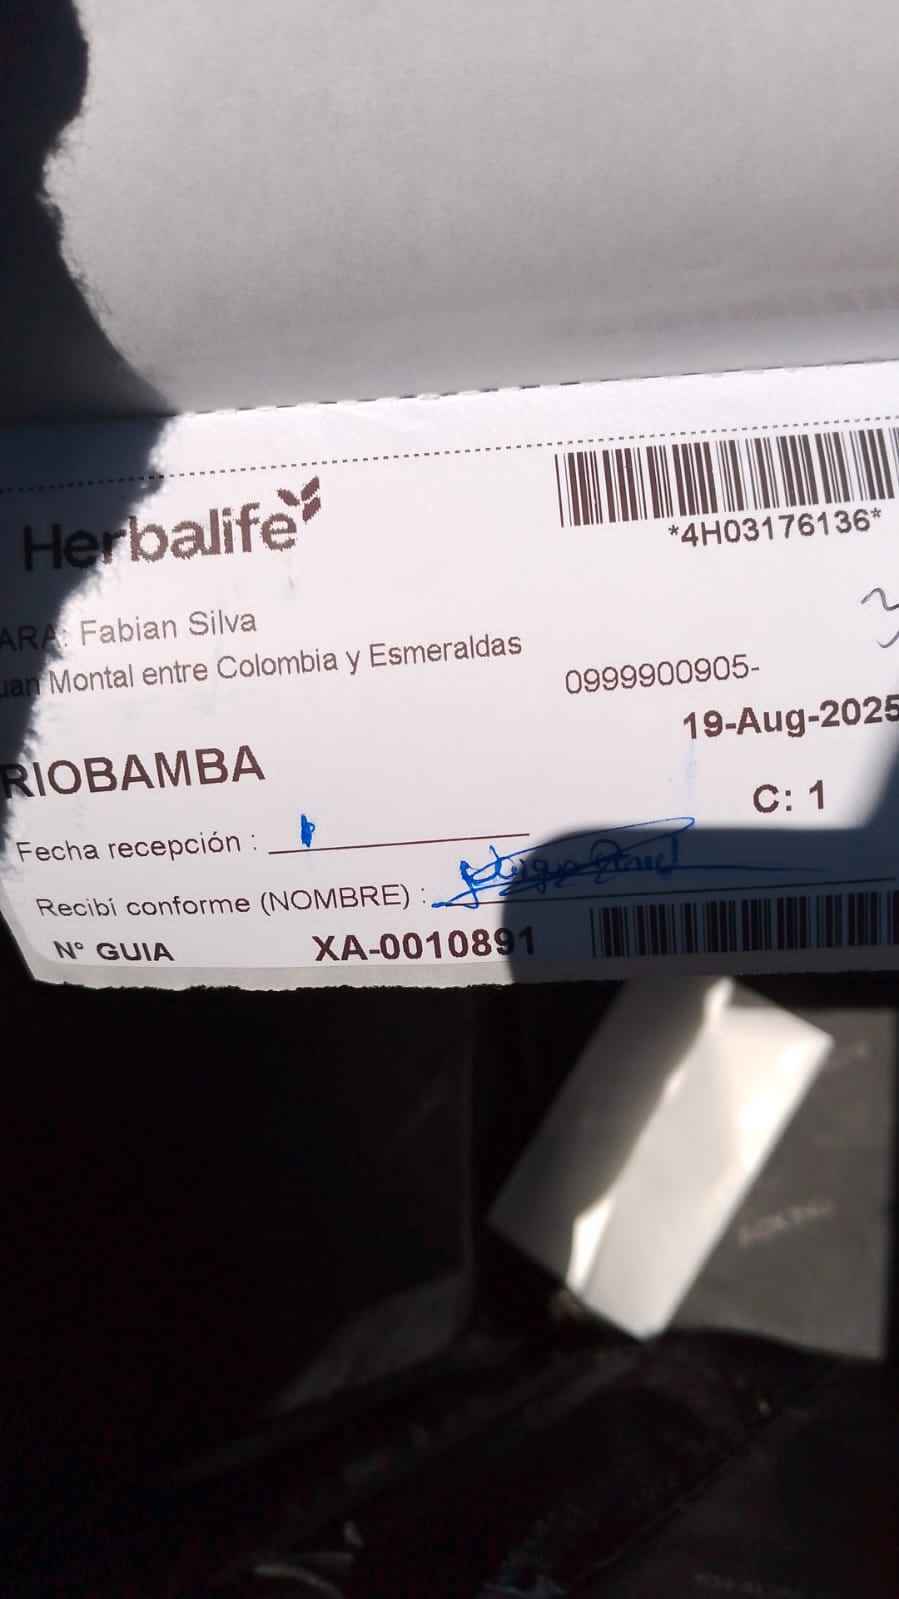 Herbalife
*4H03176136*
ARA: Fabian Silva
uan Montal entre Colombia y Esmeraldas
0999900905-
19-Aug-2025
RIOBAMBA
C: 1
Fecha recepción :
Recibí conforme (NOMBRE) :
N° GUIA XA-0010891